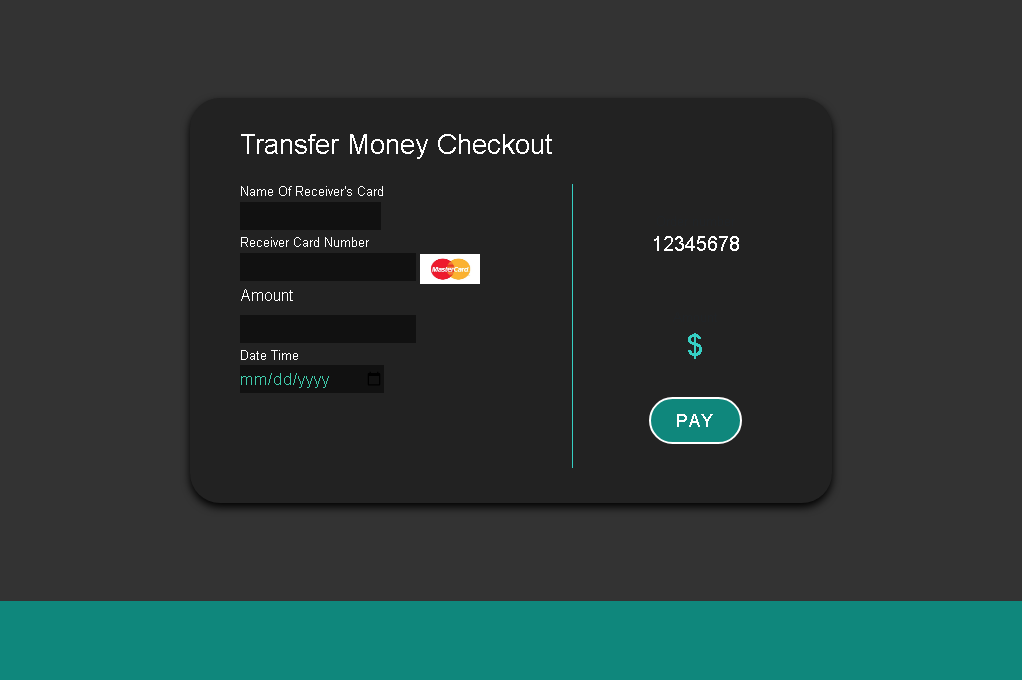 Transfer Money Checkout
Name Of Receiver's Card
Receiver Card Number
MasterCard
Amount
Date Time
mm/dd/yyyy
12345678
$
PAY